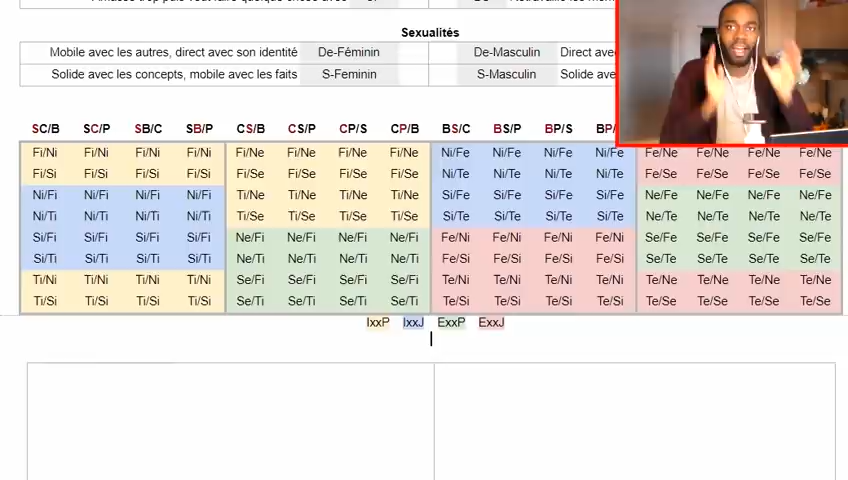 Sexualités
Mobile avec les autres, direct avec son identité De-Féminin De-Masculin Direct avec
Solide avec les concepts, mobile avec les faits S-Feminin S-Masculin Solide ave
SC/B SC/P SB/C SB/P CS/B CS/P CP/S CP/B BS/C BS/P BP/S BP/
Fi/Ni Fi/Ni Fi/Ni Fi/Ni Fi/Ne Fi/Ne Fi/Ne Fi/Ne Ni/Fe Ni/Fe Ni/Fe Ni/Fe Fe/Ne Fe/Ne Fe/Ne Fe/Ne
Fi/Si Fi/Si Fi/Si Fi/Si Fi/Se Fi/Se Fi/Se Fi/Se Ni/Te Ni/Te Ni/Te Ni/Te Fe/Se Fe/Se Fe/Se Fe/Se
Ni/Fi Ni/Fi Ni/Fi Ni/Fi Ti/Ne Ti/Ne Ti/Ne Ti/Ne Si/Fe Si/Fe Si/Fe Si/Fe Ne/Fe Ne/Fe Ne/Fe Ne/Fe
Ni/Ti Ni/Ti Ni/Ti Ni/Ti Ti/Se Ti/Se Ti/Se Ti/Se Si/Te Si/Te Si/Te Si/Te Ne/Te Ne/Te Ne/Te Ne/Te
Si/Fi Si/Fi Si/Fi Si/Fi Ne/Fi Ne/Fi Ne/Fi Ne/Fi Fe/Ni Fe/Ni Fe/Ni Fe/Ni Se/Fe Se/Fe Se/Fe Se/Fe
Si/Ti Si/Ti Si/Ti Si/Ti Ne/Ti Ne/Ti Ne/Ti Ne/Ti Fe/Si Fe/Si Fe/Si Fe/Si Se/Te Se/Te Se/Te Se/Te
Ti/Ni Ti/Ni Ti/Ni Ti/Ni Se/Fi Se/Fi Se/Fi Se/Fi Te/Ni Te/Ni Te/Ni Te/Ni Te/Ne Te/Ne Te/Ne Te/Ne
Ti/Si Ti/Si Ti/Si Ti/Si Se/Ti Se/Ti Se/Ti Se/Ti Te/Si Te/Si Te/Si Te/Si Te/Se Te/Se Te/Se Te/Se
IxxP IxxJ ExxP ExxJ